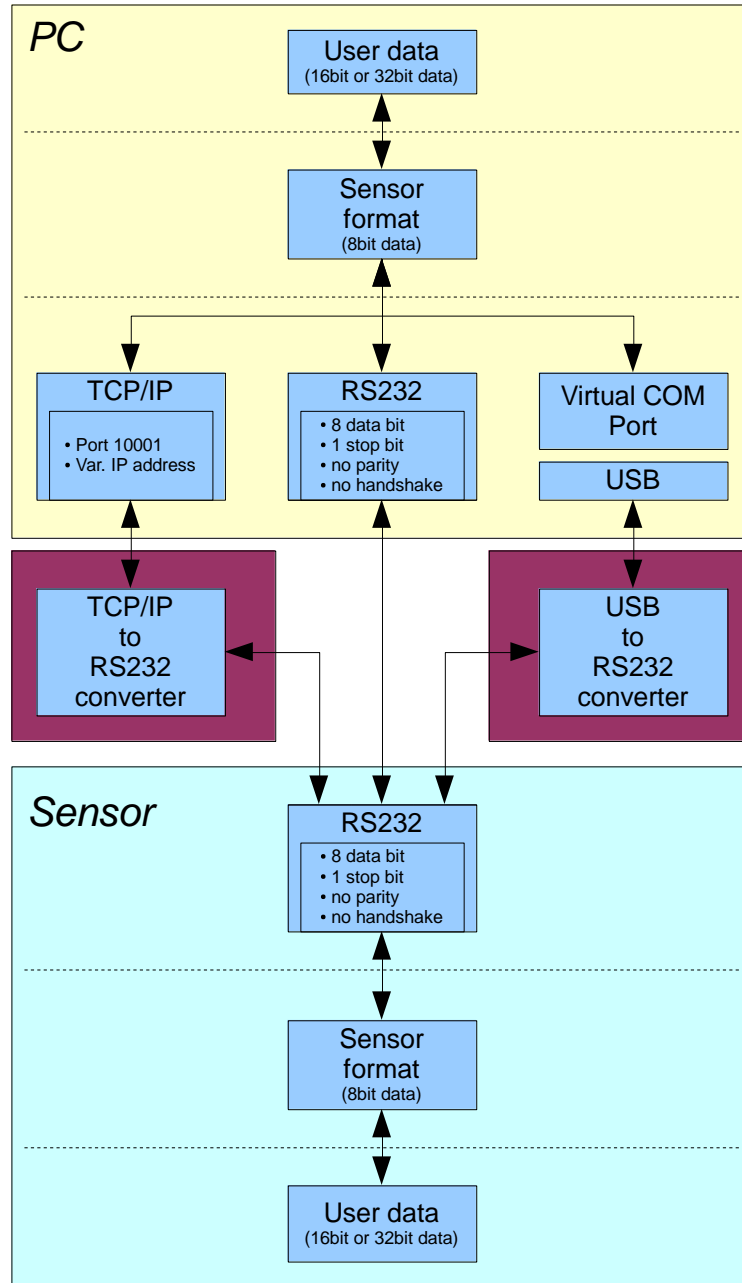 PC
User data
(16bit or 32bit data)
Sensor
format
(8bit data)
TCP/IP
• Port 10001
• Var. IP address
RS232
• 8 data bit
• 1 stop bit
• no parity
• no handshake
Virtual COM
Port
USB
TCP/IP
to
RS232
converter
USB
to
RS232
converter
Sensor
RS232
• 8 data bit
• 1 stop bit
• no parity
• no handshake
Sensor
format
(8bit data)
User data
(16bit or 32bit data)